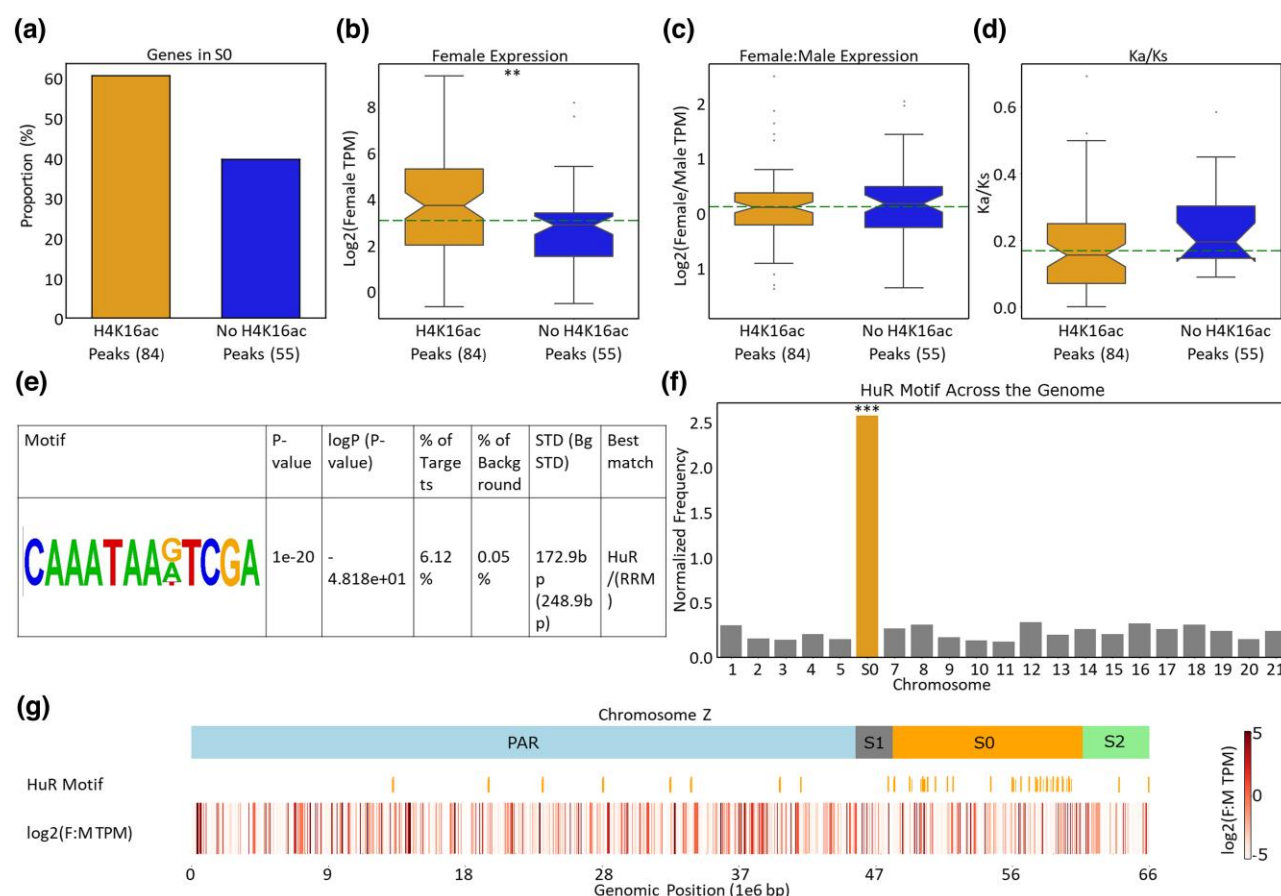 (a)
Genes in S0
Proportion (%)
60
50
40
30
20
10
0
H4K16ac
Peaks (84)
No H4K16ac
Peaks (55)
(b)
Female Expression
**
Log2(Female TPM)
8
6
4
2
0
H4K16ac
Peaks (84)
No H4K16ac
Peaks (55)
(c)
Female:Male Expression
Log2(Female/Male TPM)
2
1
0
1
H4K16ac
Peaks (84)
No H4K16ac
Peaks (55)
(d)
Ka/Ks
Ka/Ks
0.6
0.4
0.2
0.0
H4K16ac
Peaks (84)
No H4K16ac
Peaks (55)
(e)
Motif
P-
value
logP (P-
value)
% of
Targe
ts
% of
Backg
round
STD (Bg
STD)
Best
match
CAAATAAGTCGA
A
1e-20
-
4.818e+01
6.12
%
0.05
%
172.9b
p
(248.9b
p)
HuR
/(RRM
)
(f)
HuR Motif Across the Genome
***
Normalized Frequency
2.5
2.0
1.5
1.0
0.5
0.0
1 2 3 4 5 S0 7 8 9 10 11 12 13 14 15 16 17 18 19 20 21
Chromosome
(g)
Chromosome Z
PAR S1 S0 S2
HuR Motif
log2(F:M TPM)
0 9 18 28 37 47 56 66
Genomic Position (1e6 bp)
5
0
-5
log2(F:M TPM)